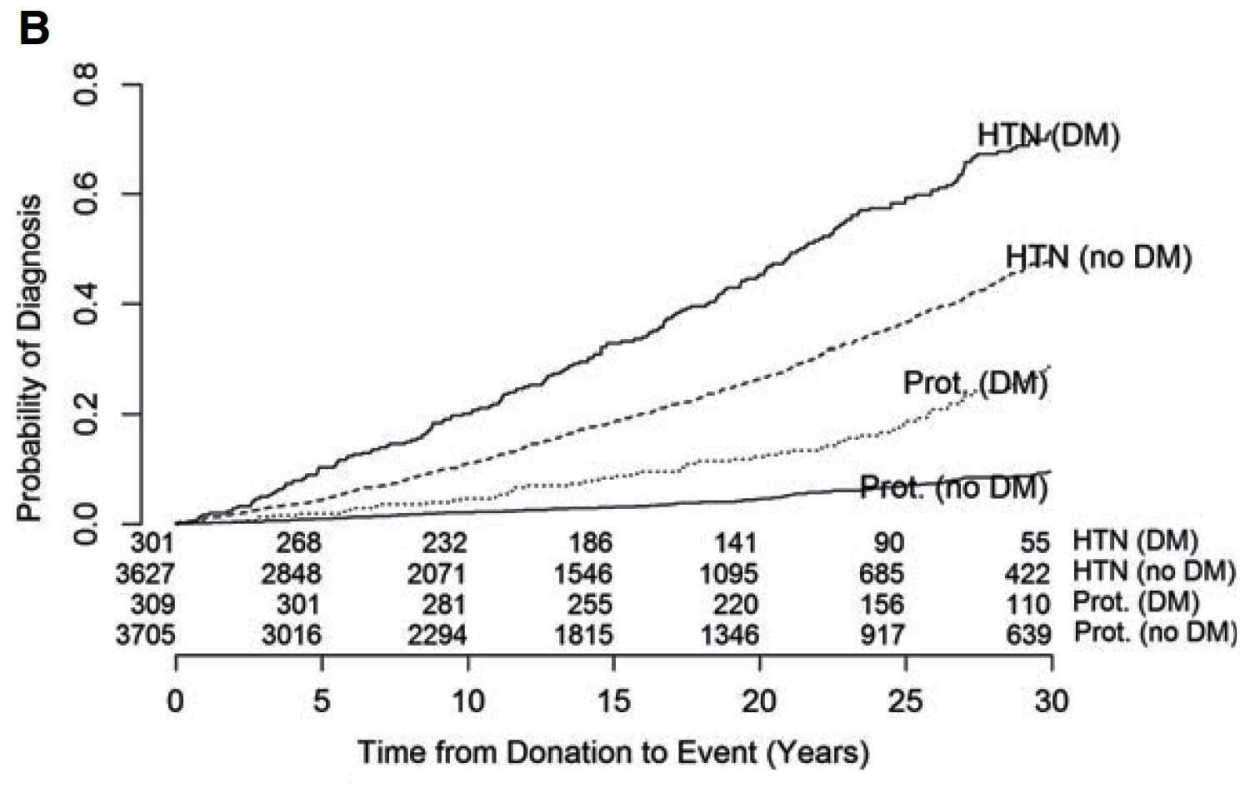 B
0.8
0.6
0.4
0.2
0.0
Probability of Diagnosis
HTN (DM)
HTN (no DM)
Prot. (DM)
Prot. (no DM)
301 268 232 186 141 90 55 HTN (DM)
3627 2848 2071 1546 1095 685 422 HTN (no DM)
309 301 281 255 220 156 110 Prot. (DM)
3705 3016 2294 1815 1346 917 639 Prot. (no DM)
0 5 10 15 20 25 30
Time from Donation to Event (Years)